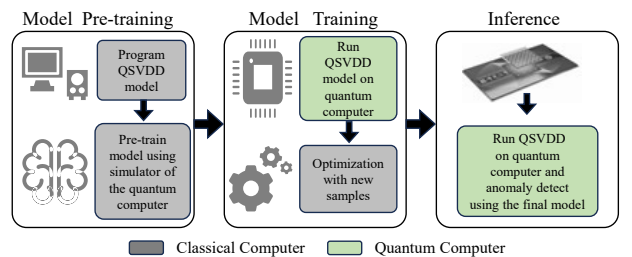 Model Pre-training
Program
QSVDD
model
Pre-train
model using
simulator of
the quantum
computer
Model Training
Run
QSVDD
model on
quantum
computer
Optimization
with new
samples
Inference
Run QSVDD
on quantum
computer and
anomaly detect
using the final model
Classical Computer
Quantum Computer